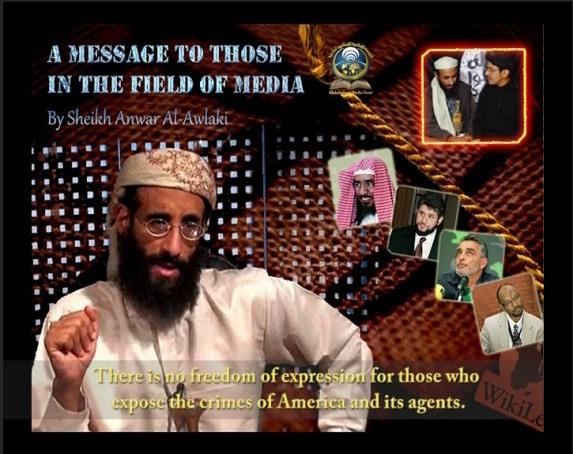 A MESSAGE TO THOSE
IN THE FIELD OF MEDIA
By Sheikh Anwar Al-Awlaki
There is no freedom of expression for those who
expose the crimes of America and its agents.
WikiLe